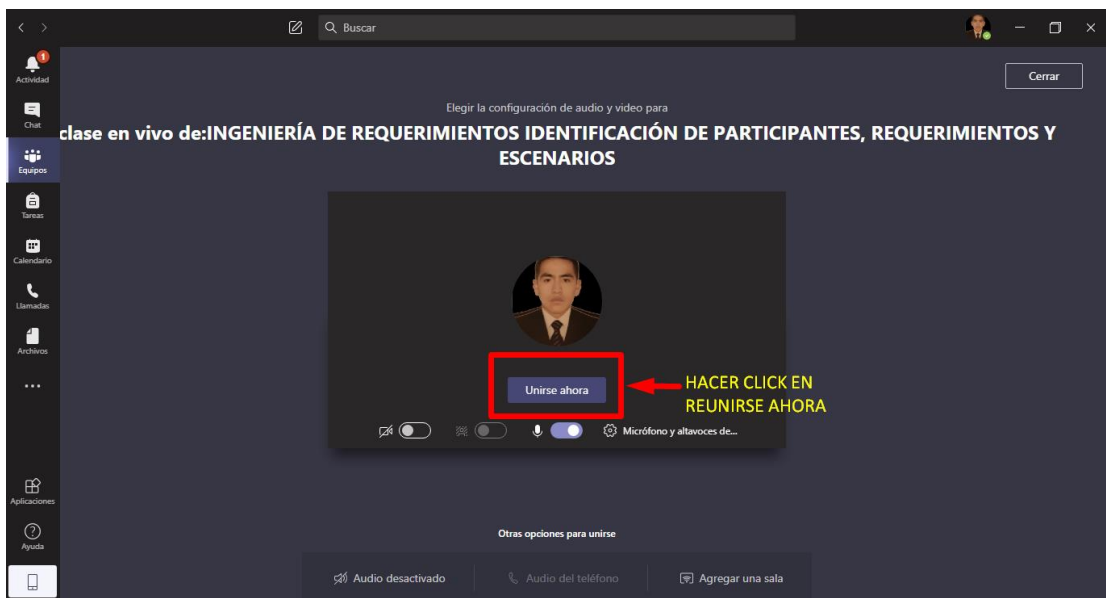 Buscar
1
Actividad
Chat
Equipos
Tareas
Calendario
Llamadas
Archivos
Aplicaciones
Ayuda
Cerrar
Elegir la configuración de audio y video para
clase en vivo de:INGENIERÍA DE REQUERIMIENTOS IDENTIFICACIÓN DE PARTICIPANTES, REQUERIMIENTOS Y
ESCENARIOS
Unirse ahora
HACER CLICK EN
REUNIRSE AHORA
Micrófono y altavoces de...
Otras opciones para unirse
Audio desactivado
Audio del teléfono
Agregar una sala